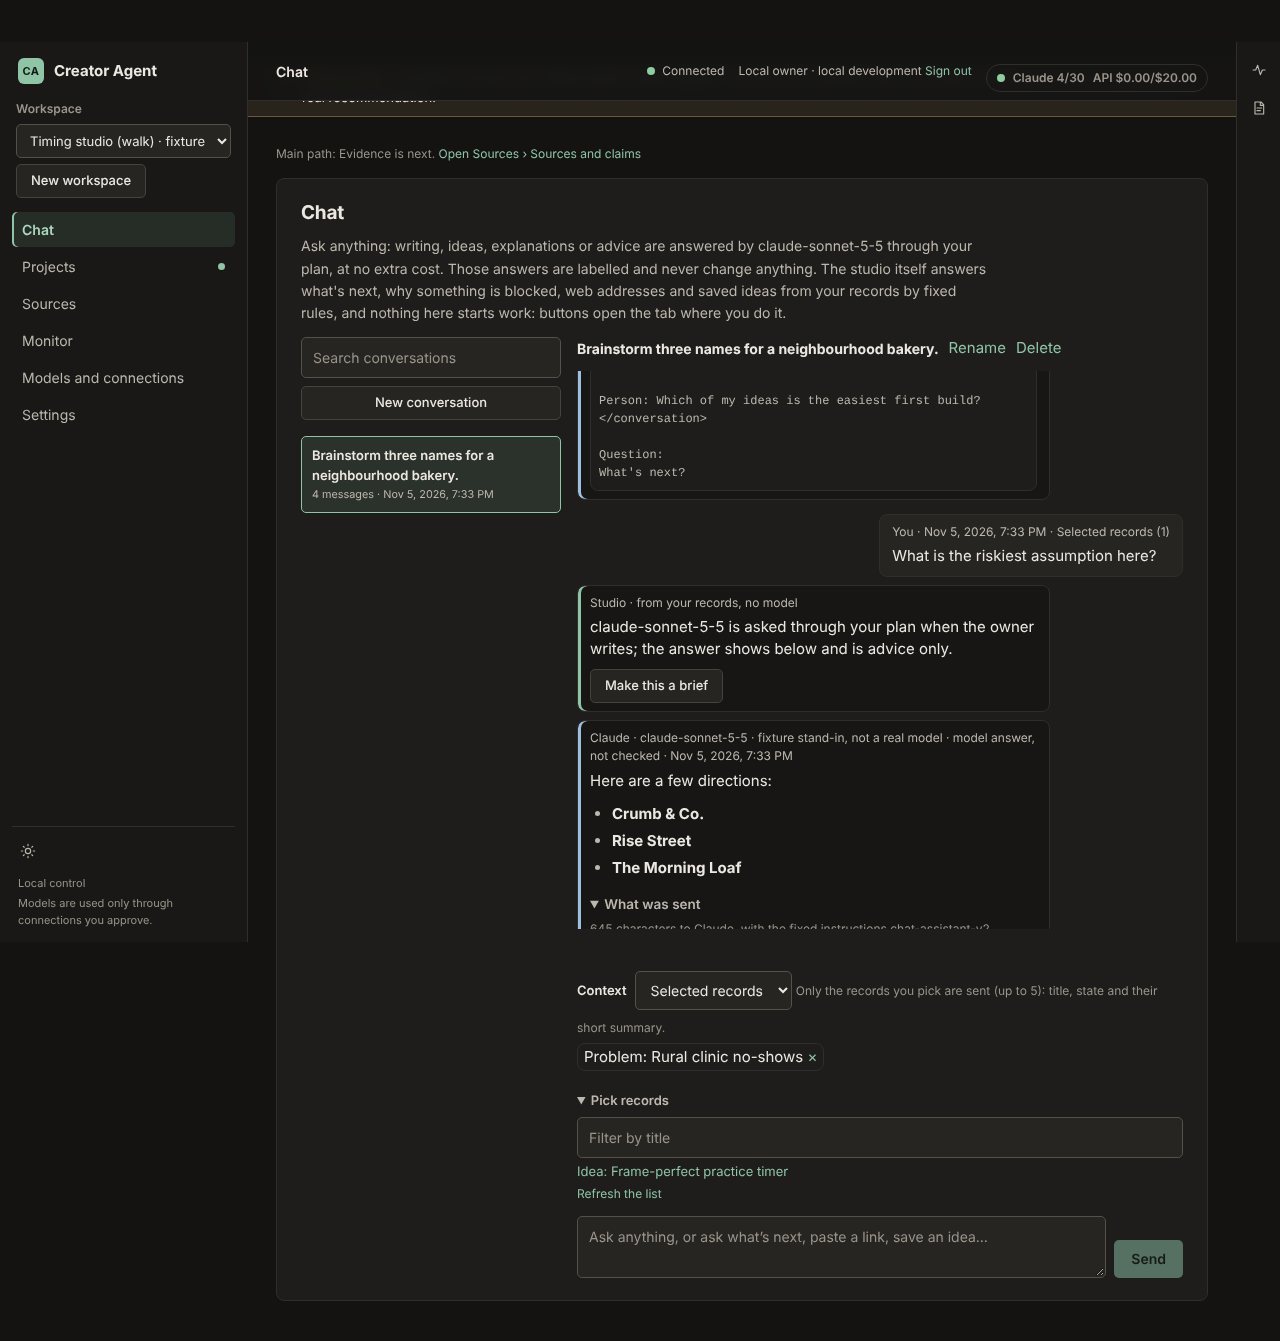 CA
Creator Agent
Workspace
Timing studio (walk) · fixture
New workspace
Chat
Projects
Sources
Monitor
Models and connections
Settings
Local control
Models are used only through
connections you approve.
Chat
Connected
Local owner · local development Sign out
Claude 4/30 API $0.00/$20.00
Main path: Evidence is next. Open Sources › Sources and claims
Chat
Ask anything: writing, ideas, explanations or advice are answered by claude-sonnet-5-5 through your
plan, at no extra cost. Those answers are labelled and never change anything. The studio itself answers
what's next, why something is blocked, web addresses and saved ideas from your records by fixed
rules, and nothing here starts work: buttons open the tab where you do it.
Search conversations
New conversation
Brainstorm three names for a
neighbourhood bakery.
4 messages · Nov 5, 2026, 7:33 PM
Brainstorm three names for a neighbourhood bakery. Rename Delete
Person: Which of my ideas is the easiest first build?
</conversation>
Question:
What's next?
You · Nov 5, 2026, 7:33 PM · Selected records (1)
What is the riskiest assumption here?
Studio · from your records, no model
claude-sonnet-5-5 is asked through your plan when the owner
writes; the answer shows below and is advice only.
Make this a brief
Claude · claude-sonnet-5-5 · fixture stand-in, not a real model · model answer,
not checked · Nov 5, 2026, 7:33 PM
Here are a few directions:
Crumb & Co.
Rise Street
The Morning Loaf
What was sent
645 characters to Claude, with the fixed instructions chat-assistant-v2
Context
Selected records
Only the records you pick are sent (up to 5): title, state and their
short summary.
Problem: Rural clinic no-shows ×
Pick records
Filter by title
Idea: Frame-perfect practice timer
Refresh the list
Ask anything, or ask what's next, paste a link, save an idea...
Send